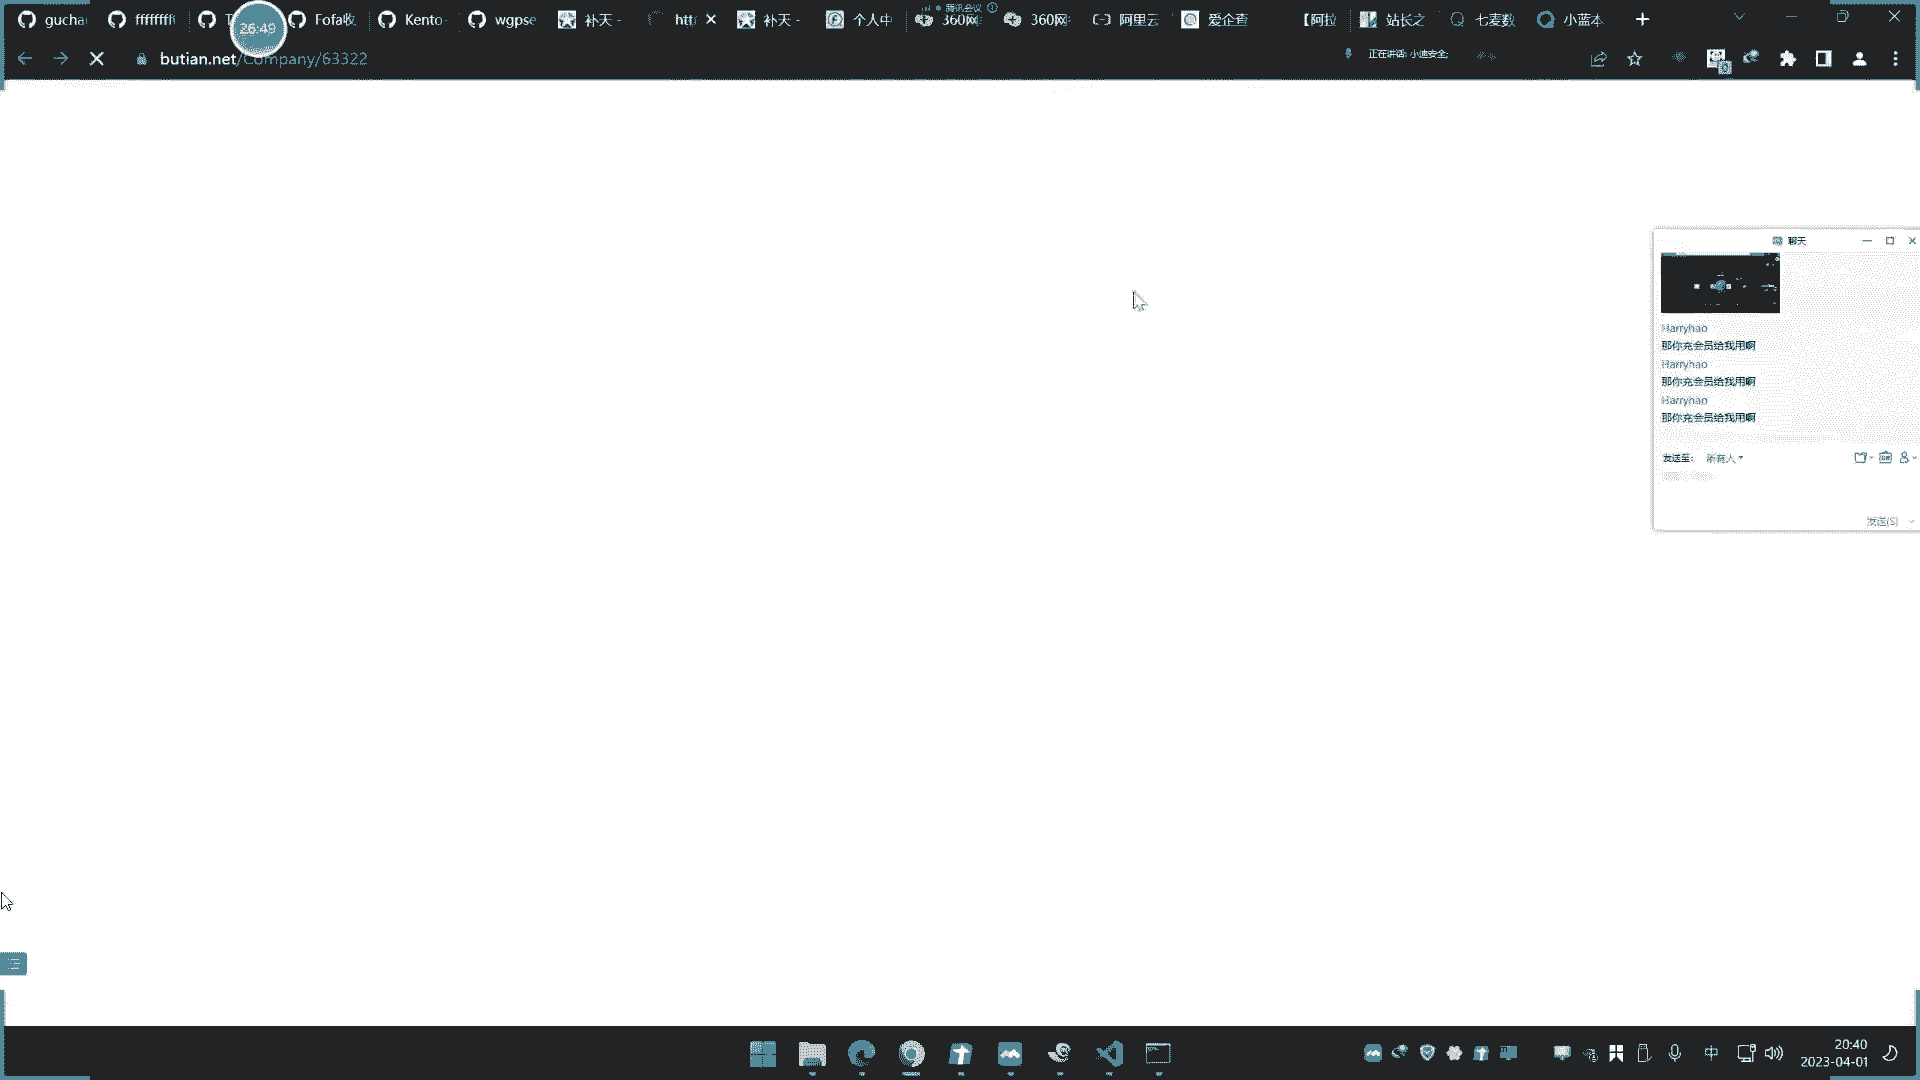 gucha
ffffffff
26:49
Fofa收
Kento
wgpse
补天 -
htt
补天 -
个人中
腾讯会议
360网
360网
阿里云
爱企查
【阿拉
站长之
七麦数
小蓝本
butian.net/Company/63322
正在讲话: 小迪安全;
聊天
Harryhao
那你充会员给我用啊
Harryhao
那你充会员给我用啊
Harryhao
那你充会员给我用啊
发送至: 所有人
发送(S)
中
20:40
2023-04-01